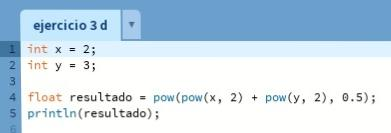 ejercicio 3 d
1 int x = 2;
2 int y = 3;
3
4 float resultado = pow(pow(x, 2) + pow(y, 2), 0.5);
5 println(resultado);
6